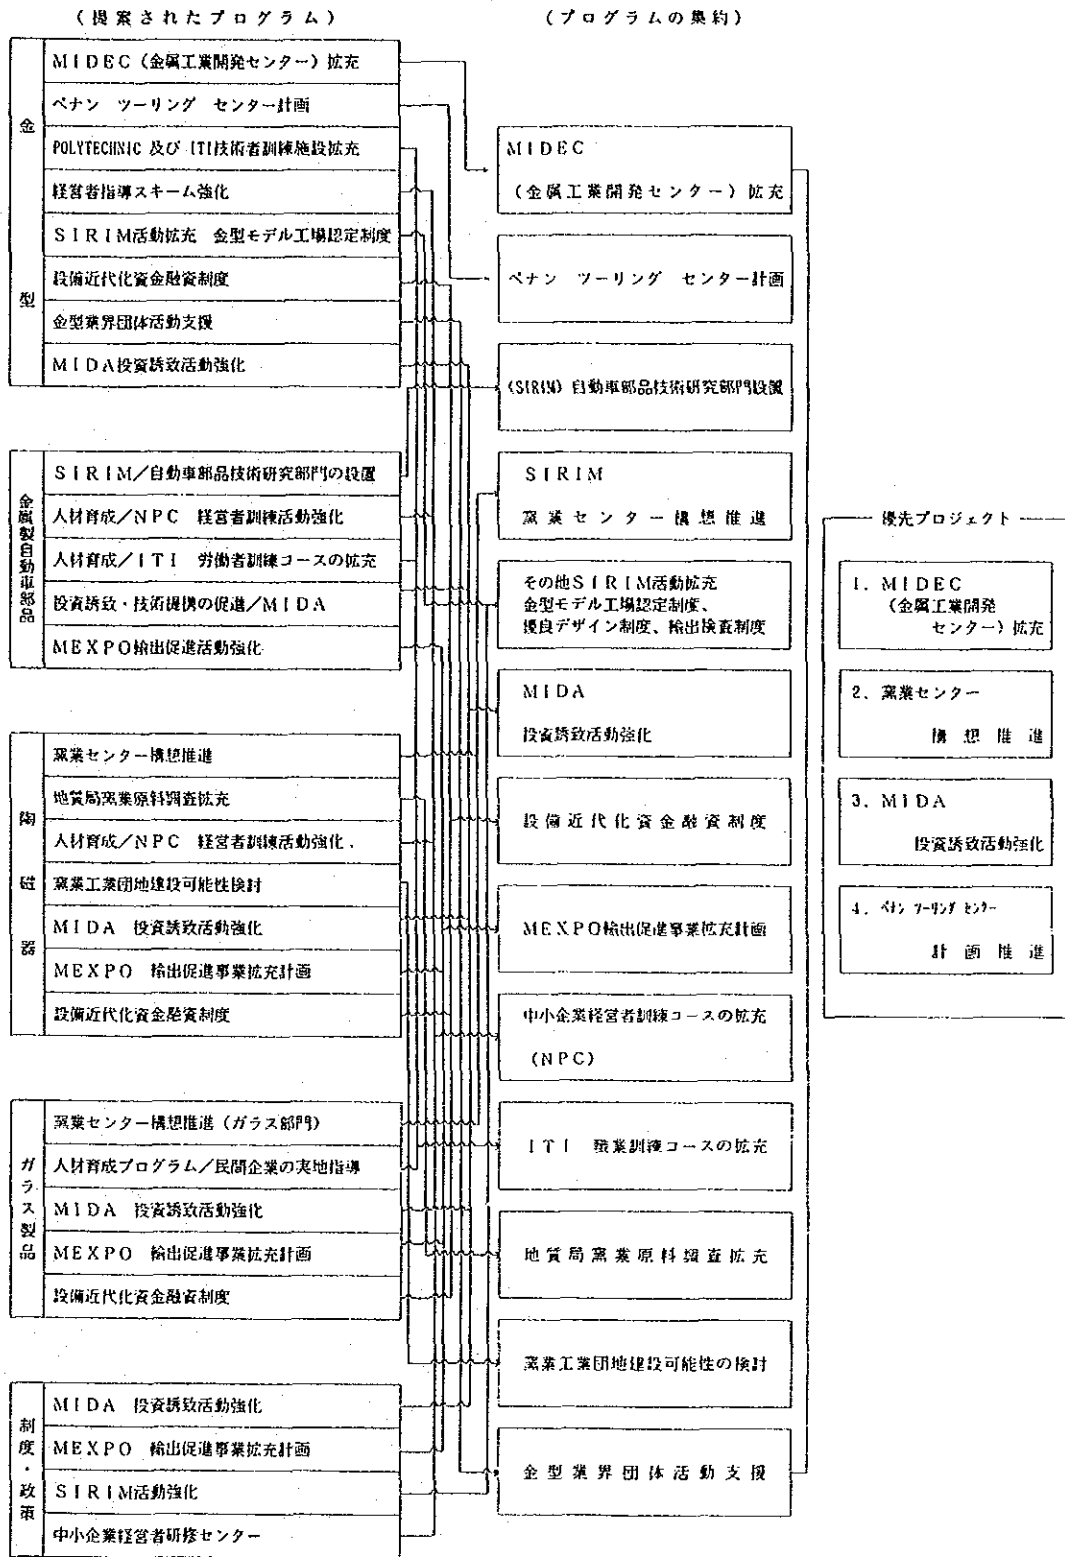 (提案されたプログラム)
(プログラムの集約)
金型
MIDEC(金属工業開発センター)拡充
ペナン ツーリング センター計画
POLYTECHNIC 及び ITI技術者訓練施設拡充
経営者指導スキーム強化
SIRIM活動拡充 金型モデル工場認定制度
設備近代化資金融資制度
金型業界団体活動支援
MIDA投資誘致活動強化
金属製自動車部品
SIRIM/自動車部品技術研究部門の設置
人材育成/NPC 経営者訓練活動強化
人材育成/ITI 労働者訓練コースの拡充
投資誘致・技術提携の促進/MIDA
MEXPO輸出促進活動強化
陶磁器
窯業センター構想推進
地質局窯業原料調査拡充
人材育成/NPC 経営者訓練活動強化
窯業工業団地建設可能性検討
MIDA 投資誘致活動強化
MEXPO 輸出促進事業拡充計画
設備近代化資金融資制度
ガラス製品
窯業センター構想推進(ガラス部門)
人材育成プログラム/民間企業の実地指導
MIDA 投資誘致活動強化
MEXPO 輸出促進事業拡充計画
設備近代化資金融資制度
制度・政策
MIDA 投資誘致活動強化
MEXPO 輸出促進事業拡充計画
SIRIM活動強化
中小企業経営者研修センター
MIDEC
(金属工業開発センター)拡充
ペナン ツーリング センター計画
(SIRIM) 自動車部品技術研究部門設置
SIRIM
窯業センター構想推進
その他SIRIM活動拡充
金型モデル工場認定制度、
優良デザイン制度、輸出検査制度
MIDA
投資誘致活動強化
設備近代化資金融資制度
MEXPO輸出促進事業拡充計画
中小企業経営者訓練コースの拡充
(NPC)
ITI 職業訓練コースの拡充
地質局窯業原料調査拡充
窯業工業団地建設可能性の検討
金型業界団体活動支援
優先プロジェクト
1. MIDEC
(金属工業開発
センター)拡充
2. 窯業センター
構想推進
3. MIDA
投資誘致活動強化
4. ペナン ツーリング センター
計画推進